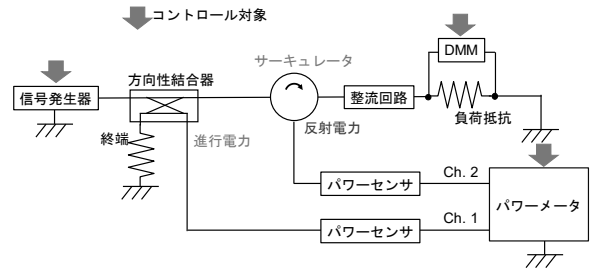 コントロール対象
DMM
サーキュレータ
方向性結合器
信号発生器
整流回路
負荷抵抗
終端
進行電力
反射電力
Ch. 2
パワーセンサ
パワーメータ
Ch. 1
パワーセンサ